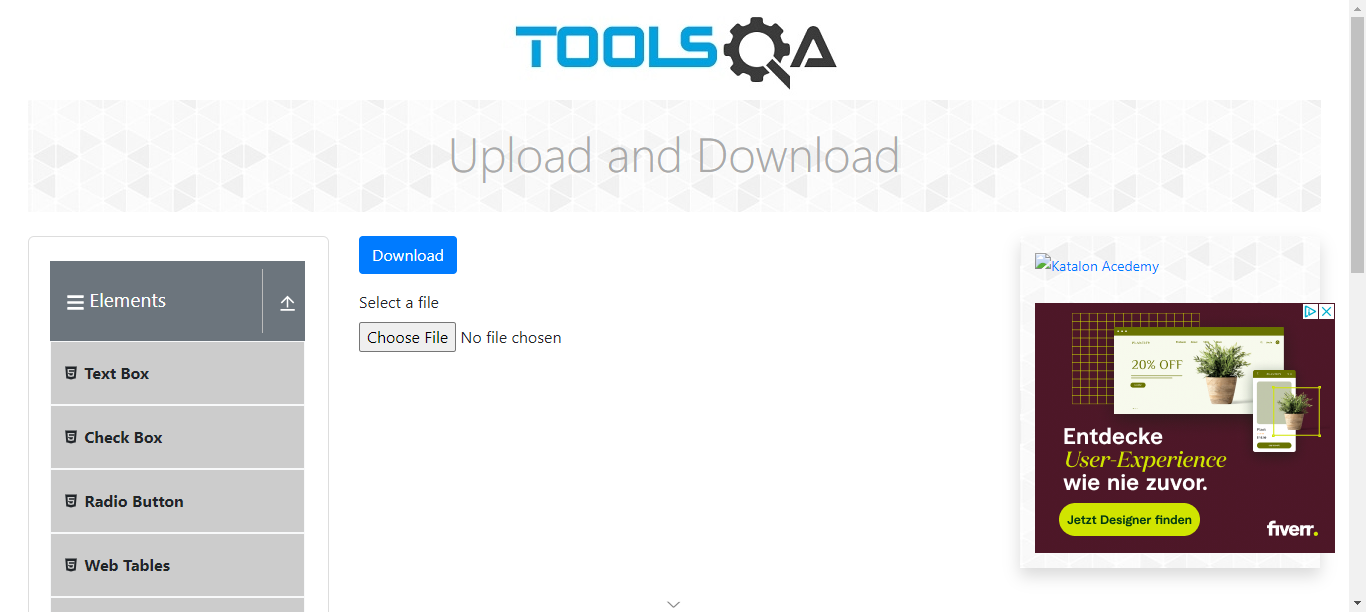 TOOLSQA
Upload and Download
Elements
Text Box
Check Box
Radio Button
Web Tables
Download
Select a file
Choose File No file chosen
Katalon Acedemy
20% OFF
Entdecke
User-Experience
wie nie zuvor.
Jetzt Designer finden
fiverr.